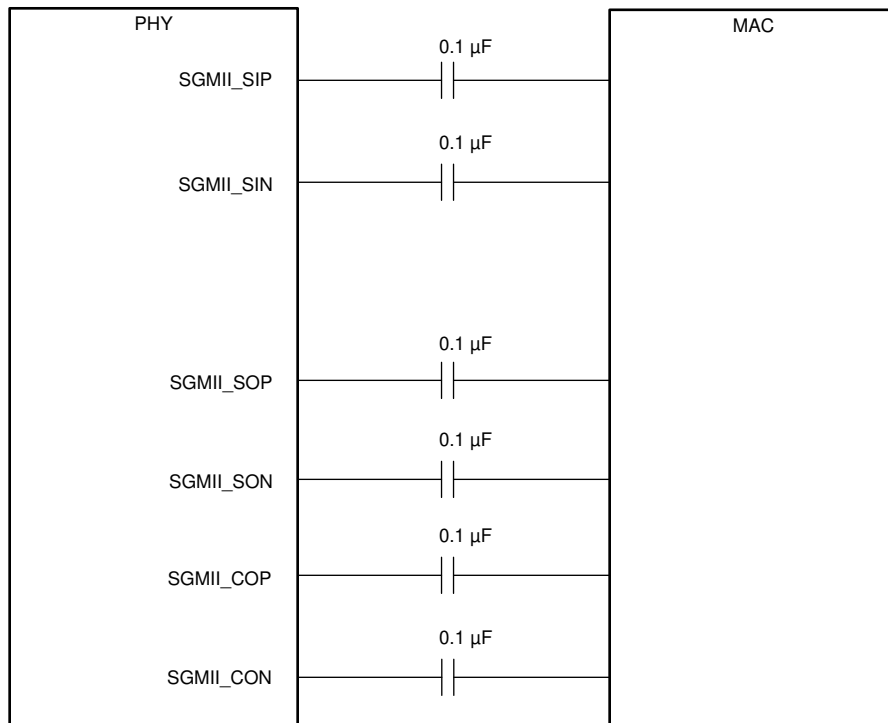 PHY
MAC
0.1 µF
SGMII_SIP
0.1 µF
SGMII_SIN
0.1 µF
SGMII_SOP
0.1 µF
SGMII_SON
0.1 µF
SGMII_COP
0.1 µF
SGMII_CON